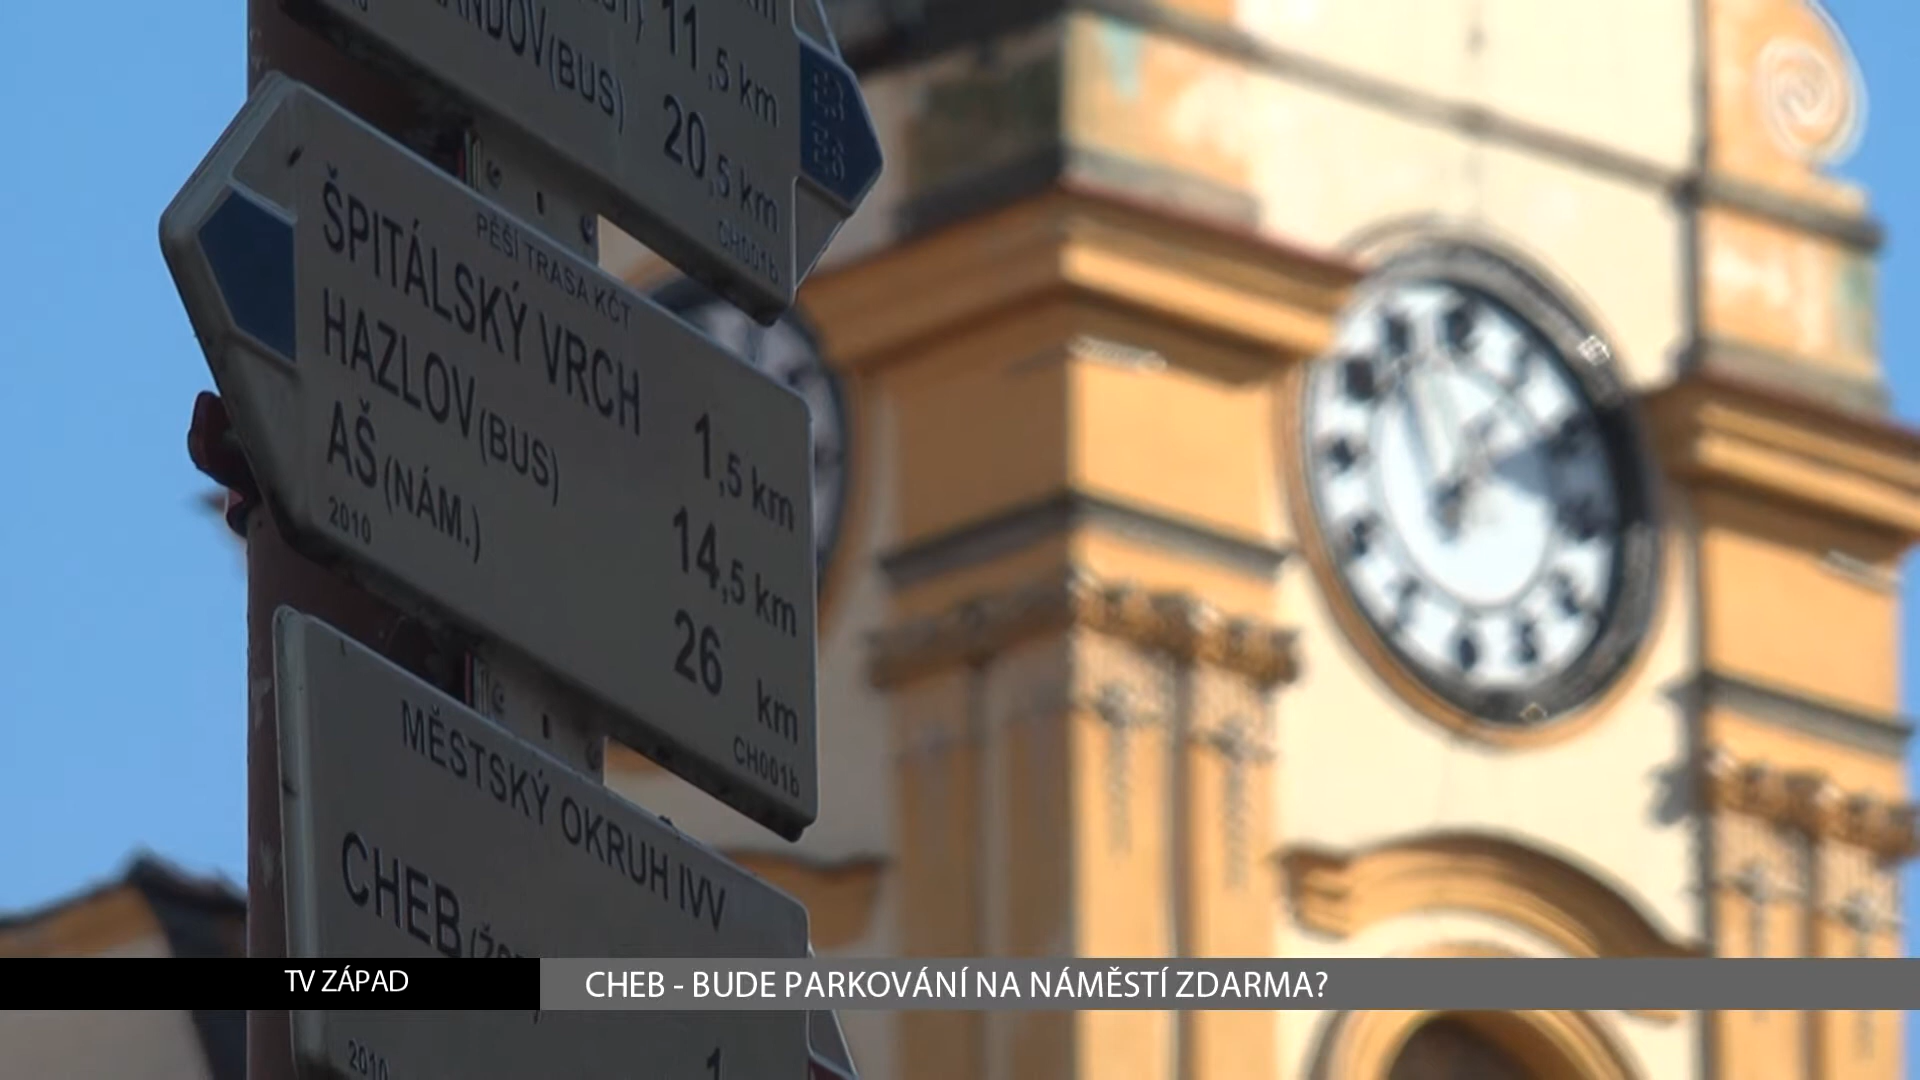 11,5 km
(BUS) 20,5 km
CH001b
PĚŠÍ TRASA KČT
ŠPITÁLSKÝ VRCH 1,5 km
HAZLOV (BUS) 14,5 km
AŠ (NÁM.) 26 km
2010 CH001b
MĚSTSKÝ OKRUH IVV
CHEB
TV ZÁPAD CHEB - BUDE PARKOVÁNÍ NA NÁMĚSTÍ ZDARMA?
2010 1